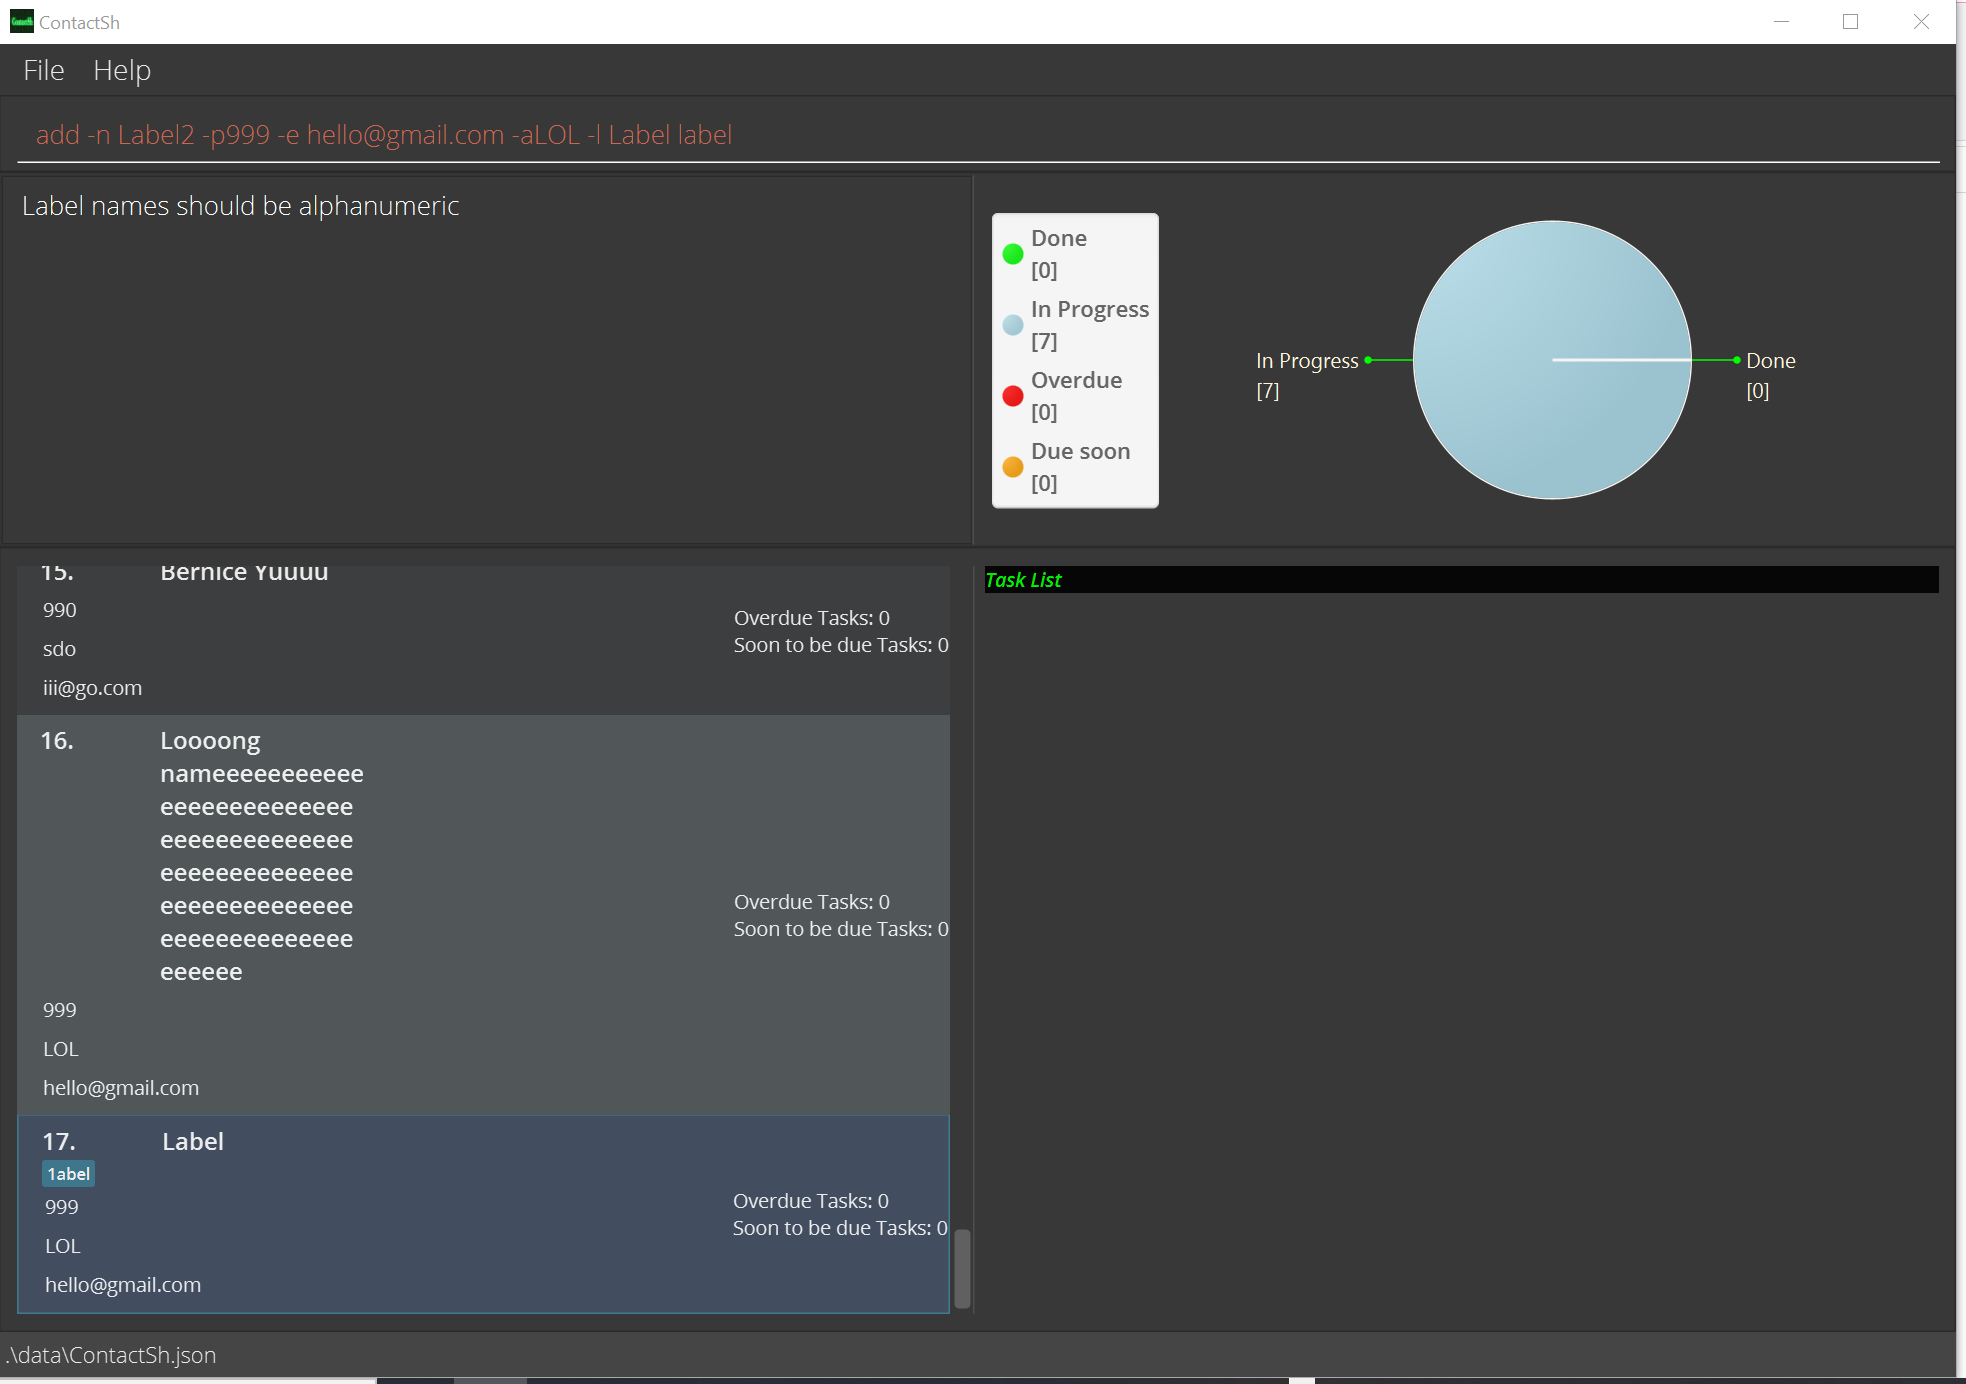 ContactSh
File Help
add -n Label2 -p999 -e hello@gmail.com -aLOL -l Label label
Label names should be alphanumeric
Done
[0]
In Progress
[7]
Overdue
[0]
Due soon
[0]
In Progress
[7]
Done
[0]
15. Bernice Yuuuu
990
sdo
iii@go.com
Overdue Tasks: 0
Soon to be due Tasks: 0
16. Loooong
nameeeeeeeeeee
eeeeeeeeeeeeee
eeeeeeeeeeeeee
eeeeeeeeeeeeee
eeeeeeeeeeeeee
eeeeeeeeeeeeee
eeeeee
999
LOL
hello@gmail.com
Overdue Tasks: 0
Soon to be due Tasks: 0
17. Label
1abel
999
LOL
hello@gmail.com
Overdue Tasks: 0
Soon to be due Tasks: 0
Task List
.\data\ContactSh.json